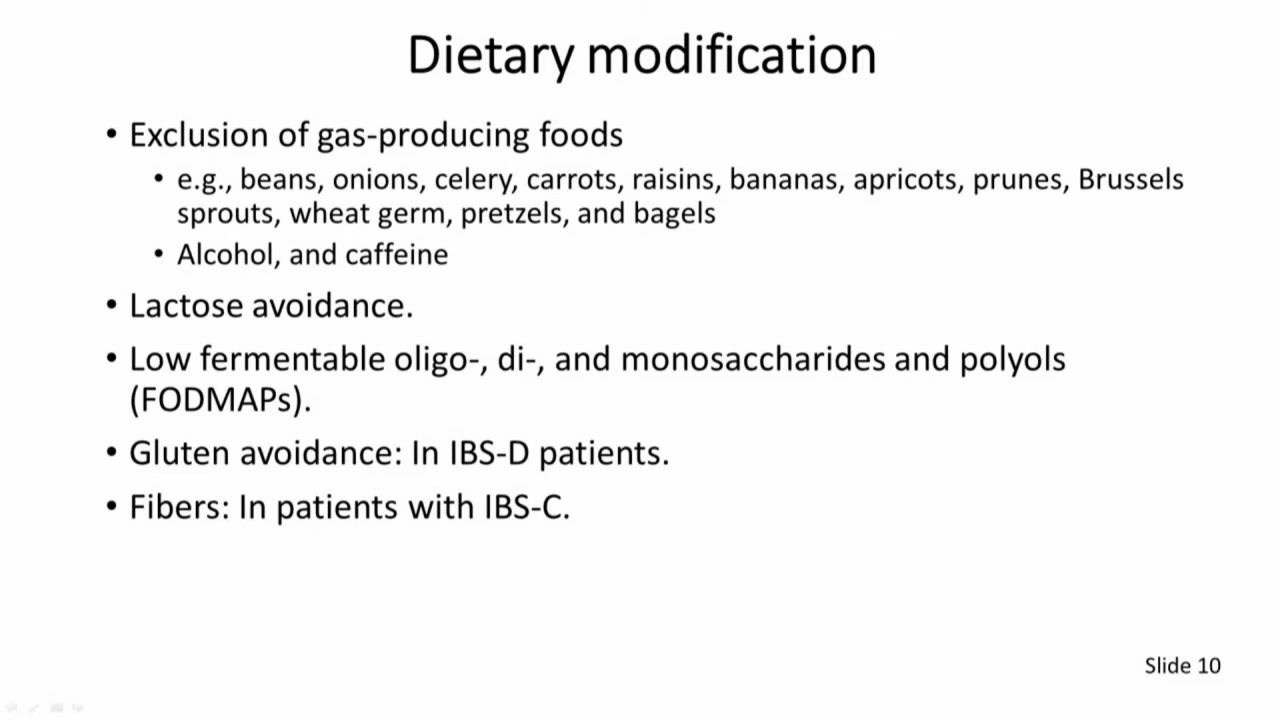 Dietary modification
• Exclusion of gas-producing foods
• e.g., beans, onions, celery, carrots, raisins, bananas, apricots, prunes, Brussels
sprouts, wheat germ, pretzels, and bagels
• Alcohol, and caffeine
• Lactose avoidance.
• Low fermentable oligo-, di-, and monosaccharides and polyols
(FODMAPs).
• Gluten avoidance: In IBS-D patients.
• Fibers: In patients with IBS-C.
Slide 10